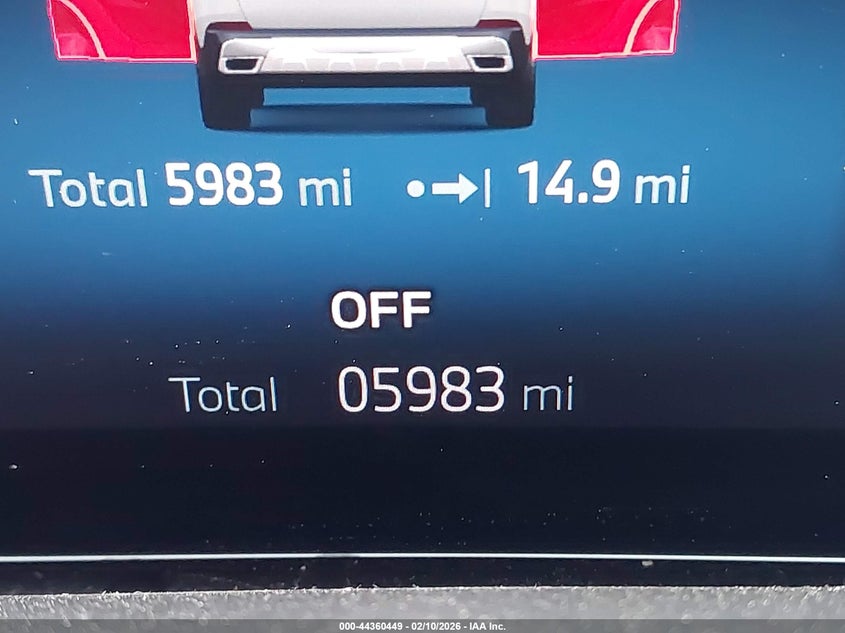 Total 5983 mi 14.9 mi
OFF
Total 05983 mi
000-44360449 - 02/10/2026 - IAA Inc.